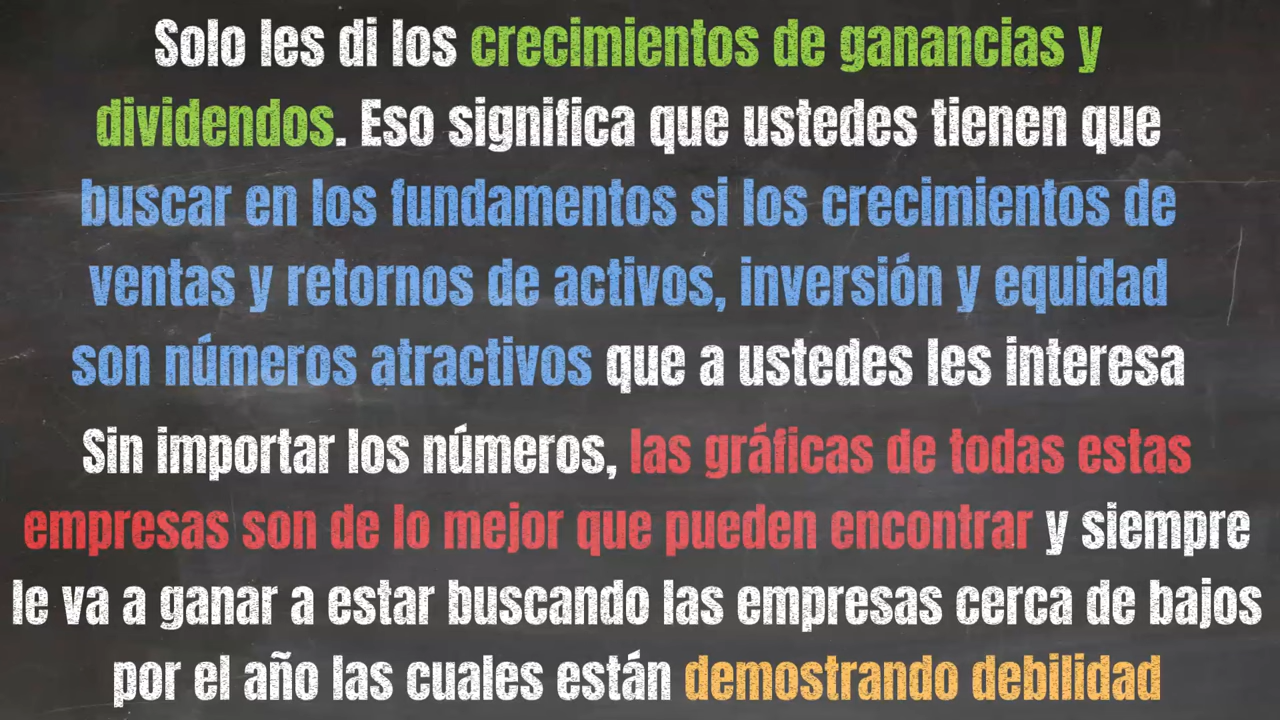 Solo les di los crecimientos de ganancias y
dividendos. Eso significa que ustedes tienen que
buscar en los fundamentos si los crecimientos de
ventas y retornos de activos, inversión y equidad
son números atractivos que a ustedes les interesa
Sin importar los números, las gráficas de todas estas
empresas son de lo mejor que pueden encontrar y siempre
le va a ganar a estar buscando las empresas cerca de bajos
por el año las cuales están demostrando debilidad